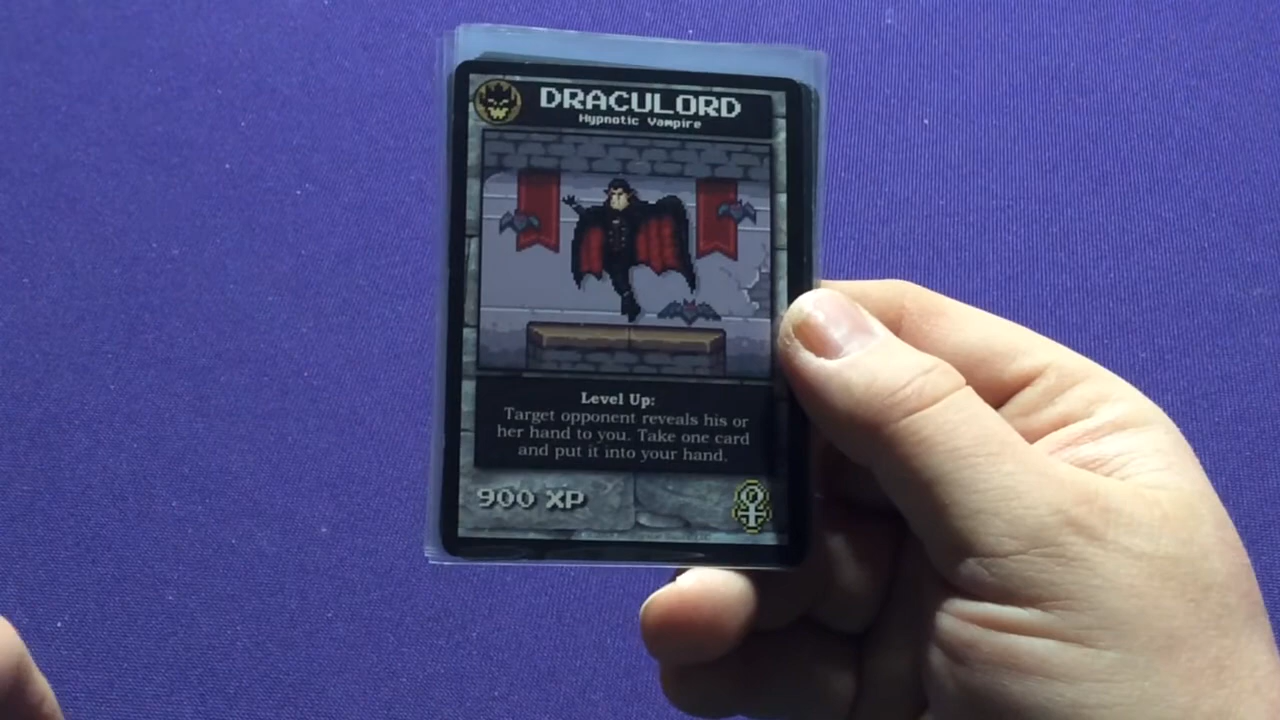 DRACULORD
Hypnotic Vampire
Level Up:
Target opponent reveals his or
her hand to you. Take one card
and put it into your hand.
900 XP